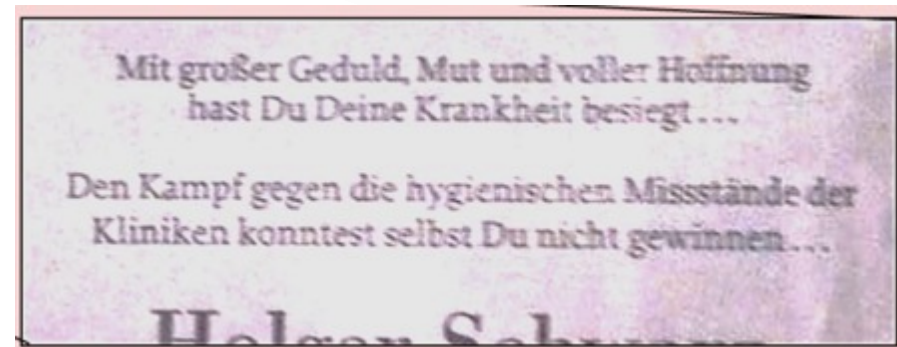 Mit großer Geduld, Mut und voller Hoffnung
hast Du Deine Krankheit besiegt...
Den Kampf gegen die hygienischen Missstände der
Kliniken konntest selbst Du nicht gewinnen...
Holger